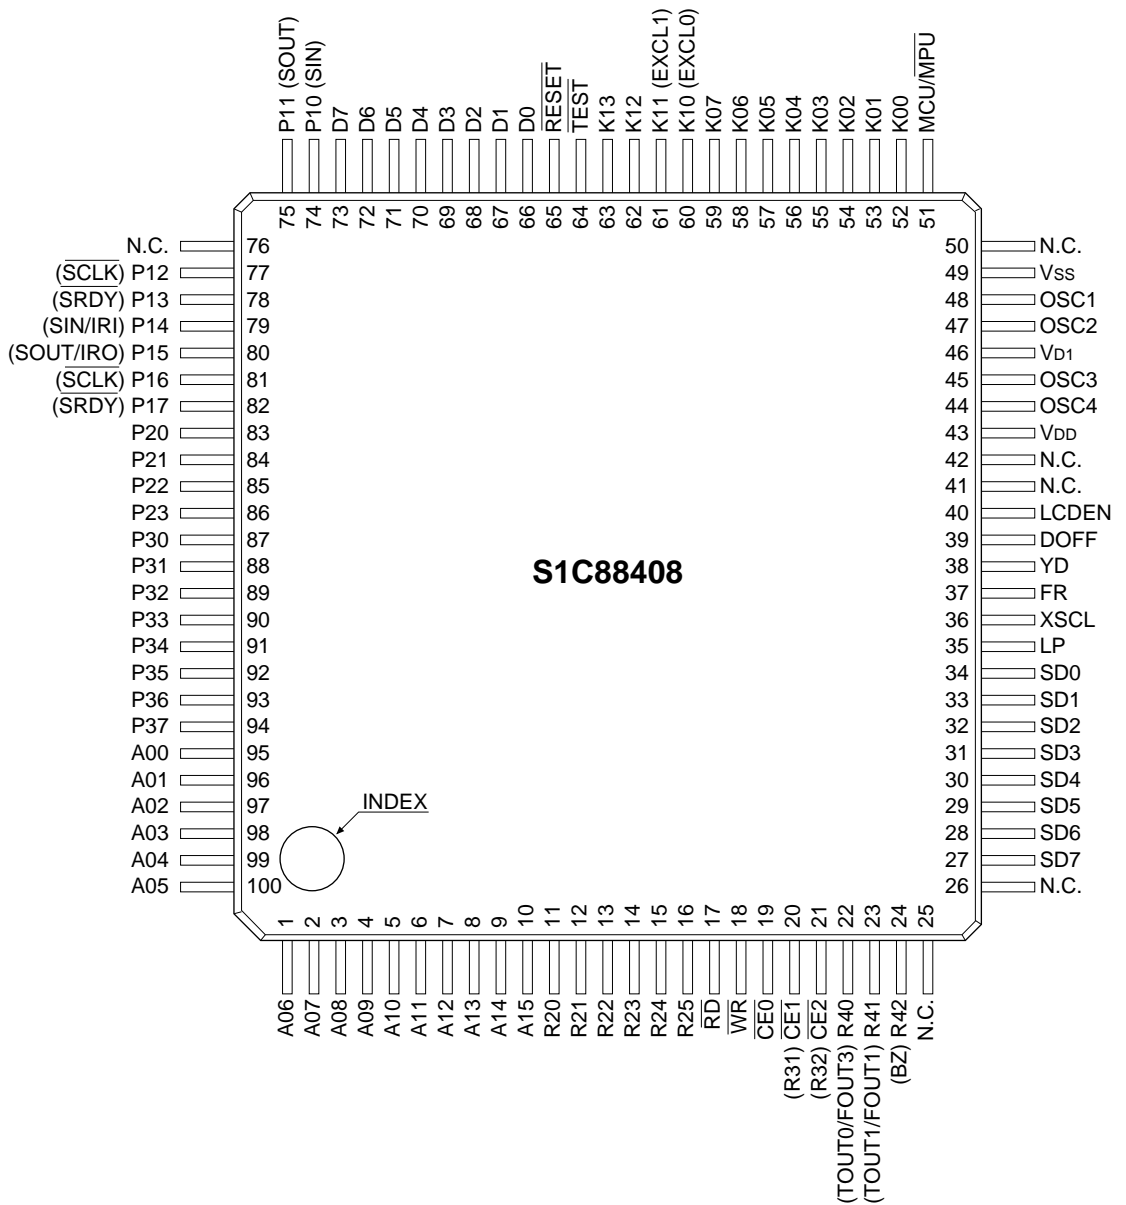 P11 (SOUT)
P10 (SIN)
D7
D6
D5
D4
D3
D2
D1
D0
RESET
TEST
K13
K12
K11 (EXCL1)
K10 (EXCL0)
K07
K06
K05
K04
K03
K02
K01
K00
MCU/MPU
75
74
73
72
71
70
69
68
67
66
65
64
63
62
61
60
59
58
57
56
55
54
53
52
51
N.C. 76
(SCLK) P12 77
(SRDY) P13 78
(SIN/IRI) P14 79
(SOUT/IRO) P15 80
(SCLK) P16 81
(SRDY) P17 82
P20 83
P21 84
P22 85
P23 86
P30 87
P31 88
P32 89
P33 90
P34 91
P35 92
P36 93
P37 94
A00 95
A01 96
A02 97
A03 98
A04 99
A05 100
S1C88408
INDEX
50 N.C.
49 VSS
48 OSC1
47 OSC2
46 VD1
45 OSC3
44 OSC4
43 VDD
42 N.C.
41 N.C.
40 LCDEN
39 DOFF
38 YD
37 FR
36 XSCL
35 LP
34 SD0
33 SD1
32 SD2
31 SD3
30 SD4
29 SD5
28 SD6
27 SD7
26 N.C.
1
2
3
4
5
6
7
8
9
10
11
12
13
14
15
16
17
18
19
20
21
22
23
24
25
A06
A07
A08
A09
A10
A11
A12
A13
A14
A15
R20
R21
R22
R23
R24
R25
RD
WR
CE0
(R31) CE1
(R32) CE2
(TOUT0/FOUT3) R40
(TOUT1/FOUT1) R41
(BZ) R42
N.C.